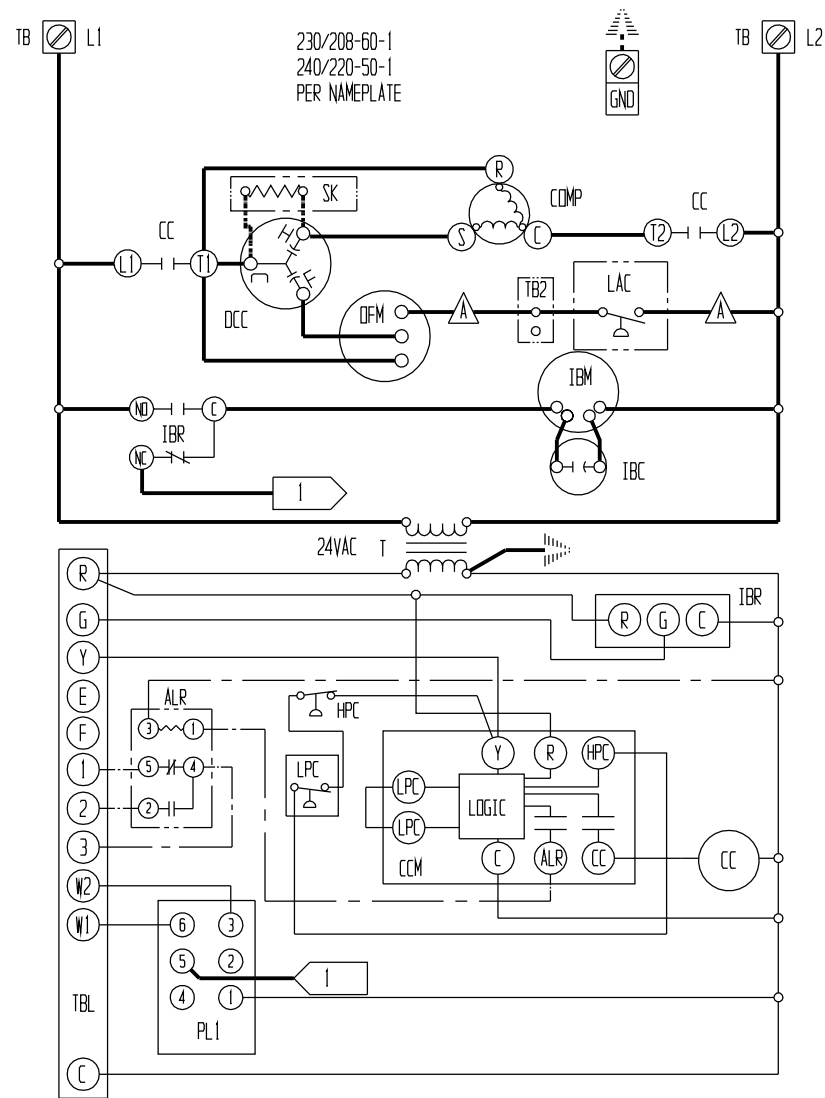 TB L1
230/208-60-1
240/220-50-1
PER NAMEPLATE
GND
TB L2
R
SK
COMP
CC
CC
H
S
C
T2
L2
L1
T1
C
F
DCC
OFM
A
TB2
LAC
A
IBM
NO
C
IBR
NC
1
IBC
24VAC T
R
IBR
G
R G C
Y
E
ALR
HPC
F
3 1
Y R HPC
1
5 4
LPC
LPC
LOGIC
2
2
LPC
3
C ALR CC
CC
CCM
W2
W1
6 3
5 2
1
4 1
TBL
PL1
C